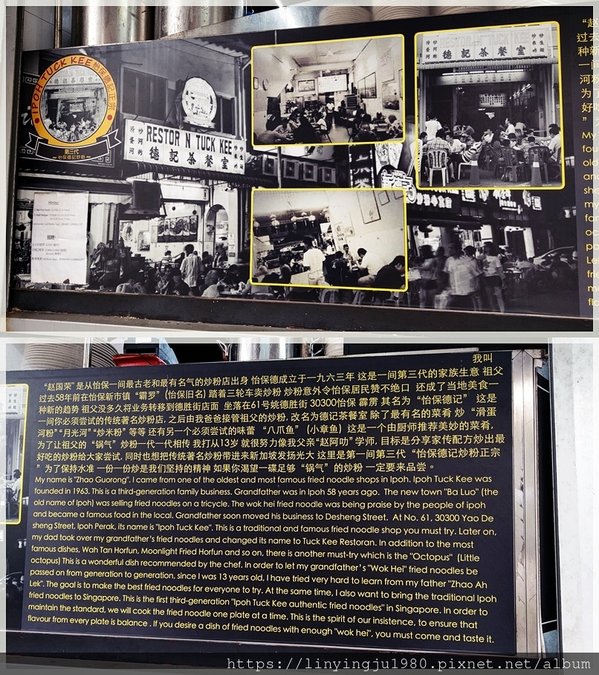 IPOH TUCK KEE
第三代
RESTOR N TUCK KEE
德記茶餐室
德記茶餐室
我叫
“赵国荣” 是从怡保一间最古老和最有名气的炒粉店出身 怡保德成立于一九六三年 这是一间第三代的家族生意 祖父
过去58年前在怡保新市镇 “霸罗” (怡保旧名) 踏着三轮车卖炒粉 炒粉意外令怡保居民赞不绝口 还成了当地美食一
种新的趋势 祖父没多久将业务转移到德胜街店面 坐落在61号姚德胜街 30300怡保 霹雳 其名为 “怡保德记” 这是
一间你必须尝试的传统著名炒粉店, 之后由我爸爸接管祖父的炒粉, 改名为德记茶餐室 除了最有名的菜肴 炒 “滑蛋
河粉” “月光河” “炒米粉” 等等 还有另一个必须尝试的味蕾 “八爪鱼” (小章鱼) 这是一个由厨师推荐美妙的菜肴,
为了让祖父的 “锅气” 炒粉一代一代相传 我打从13岁 就很努力像我父亲 “赵阿叻” 学师, 目标是分享家传配方炒出最
好吃的炒粉给大家尝试, 同时也想把传统著名炒粉带进来新加坡发扬光大 这里是第一间第三代 “怡保德记炒粉正宗
” 为了保持水准 一份一份炒是我们坚持的精神 如果你渴望一碟足够 “锅气” 的炒粉 一定要来品尝。
My name is "Zhao Guorong". I came from one of the oldest and most famous fried noodle shops in Ipoh. Ipoh Tuck Kee was
founded in 1963. This is a third-generation family business. Grandfather was in Ipoh 58 years ago. The new town "Ba Luo" (the
old name of Ipoh) was selling fried noodles on a tricycle. The wok hei fried noodle was being praise by the people of ipoh
and became a famous food in the local. Grandfather soon moved his business to Desheng Street. At No. 61, 30300 Yao De
sheng Street, Ipoh Perak, its name is "Ipoh Tuck Kee". This is a traditional and famous fried noodle shop you must try. Later on,
my dad took over my grandfather's fried noodles and changed its name to Tuck Kee Restoran. In addition to the most
famous dishes, Wah Tan Horfun, Moonlight Fried Horfun and so on, there is another must-try which is the "Octopus" (Little
octopus) This is a wonderful dish recommended by the chef. In order to let my grandfather's "Wok Hei" fried noodles be
passed on from generation to generation, since I was 13 years old, I have tried very hard to learn from my father "Zhao Ah
Lek". The goal is to make the best fried noodles for everyone to try. At the same time, I also want to bring the traditional Ipoh
fried noodles to Singapore. This is the first third-generation "Ipoh Tuck Kee authentic fried noodles" in Singapore. In order to
maintain the standard, we will cook the fried noodle one plate at a time. This is the spirit of our insistence, to ensure that
flavour from every plate is balance . If you desire a dish of fried noodles with enough "wok hei", you must come and taste it.
https://linyingju1980.pixnet.net/album